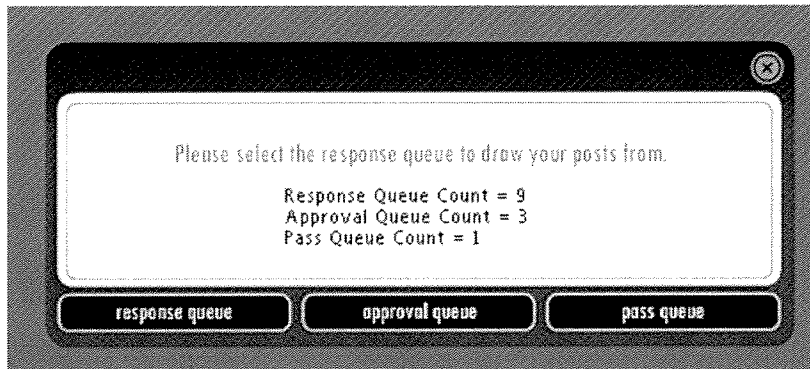 Please select the response queue to draw your posts from.
Response Queue Count = 9
Approval Queue Count = 3
Pass Queue Count = 1
response queue
approval queue
pass queue